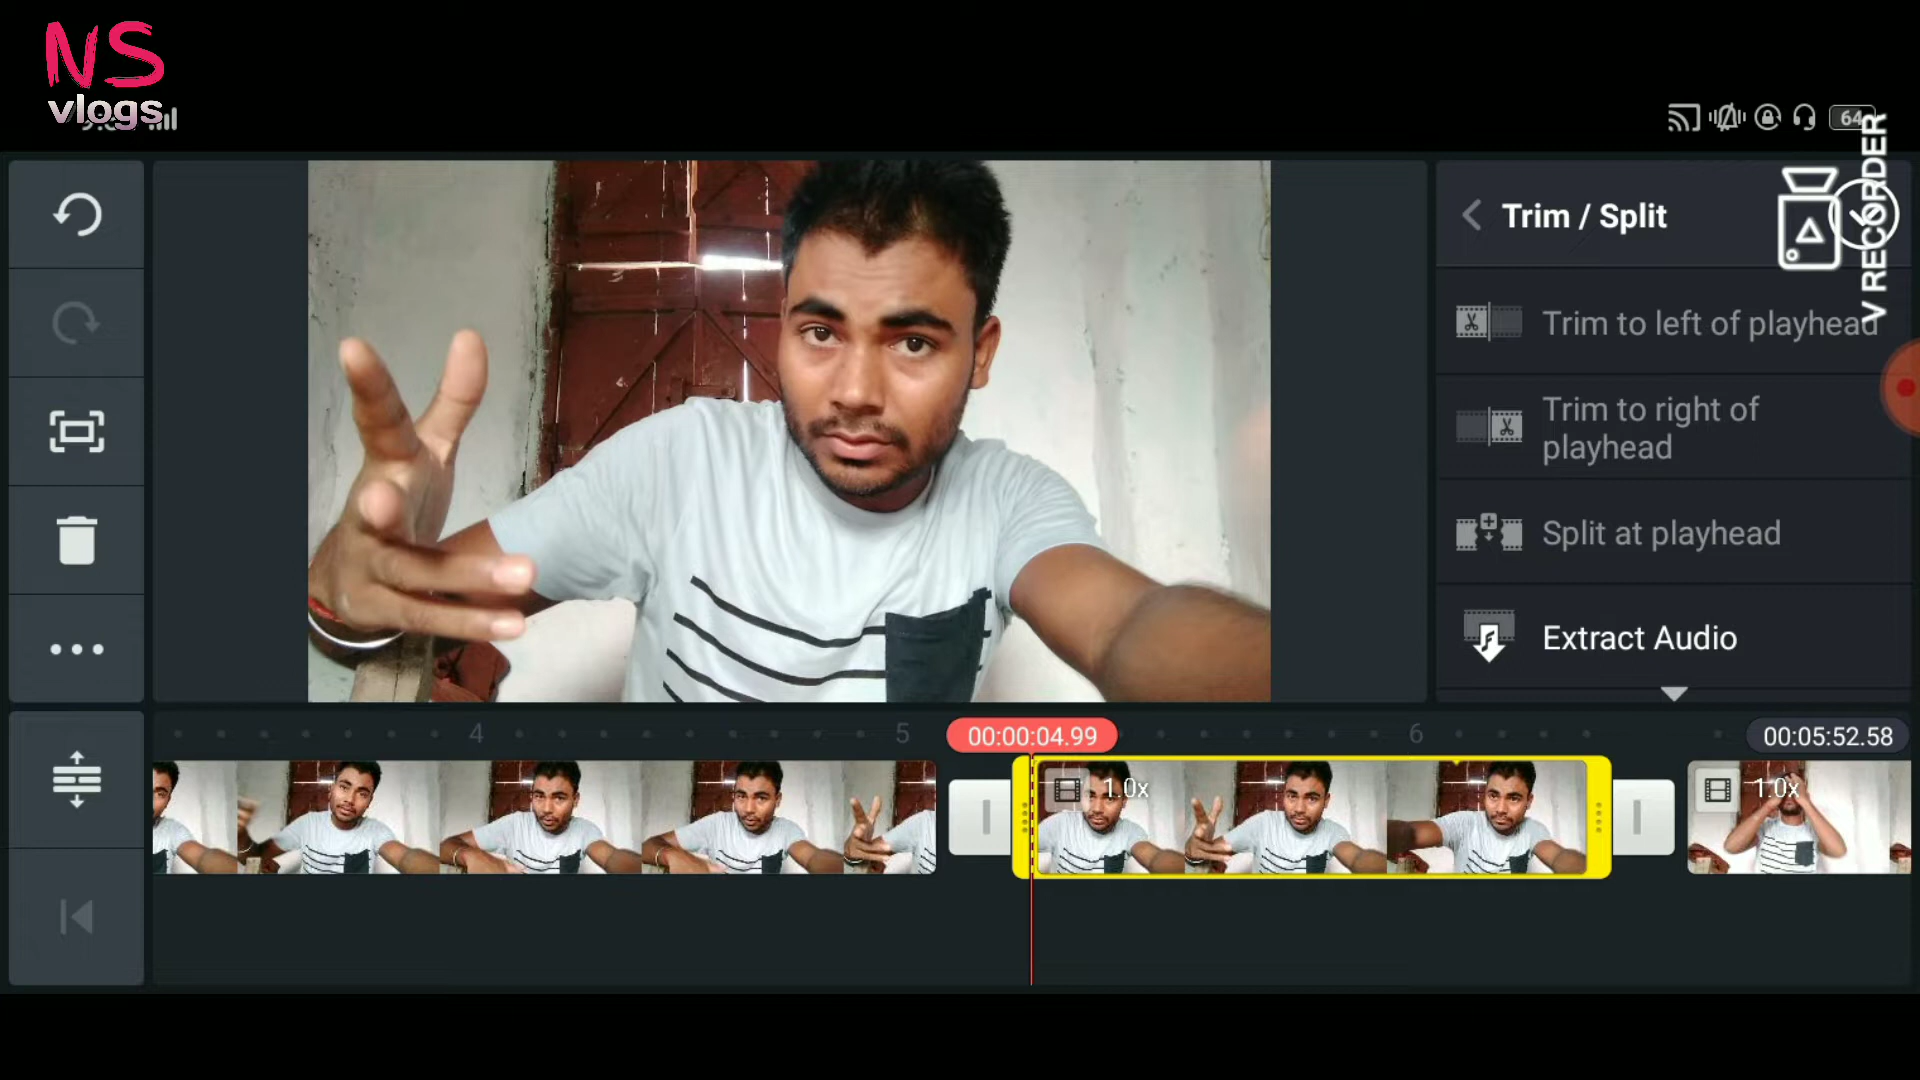 NS
vlogs
64
V RECORDER
Trim / Split
Trim to left of playhead
Trim to right of
playhead
Split at playhead
Extract Audio
4
5
00:00:04.99
6
00:05:52.58
1.0x
1.0x